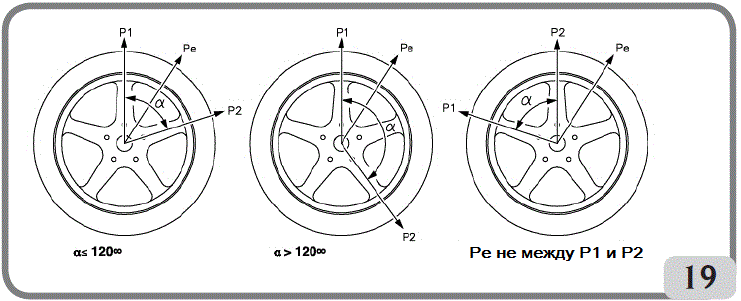 P1
Pe
α
P2
α≤ 120∞
P1
Pe
α
P2
α > 120∞
P2
Pe
P1
α
Pe не между P1 и P2
19